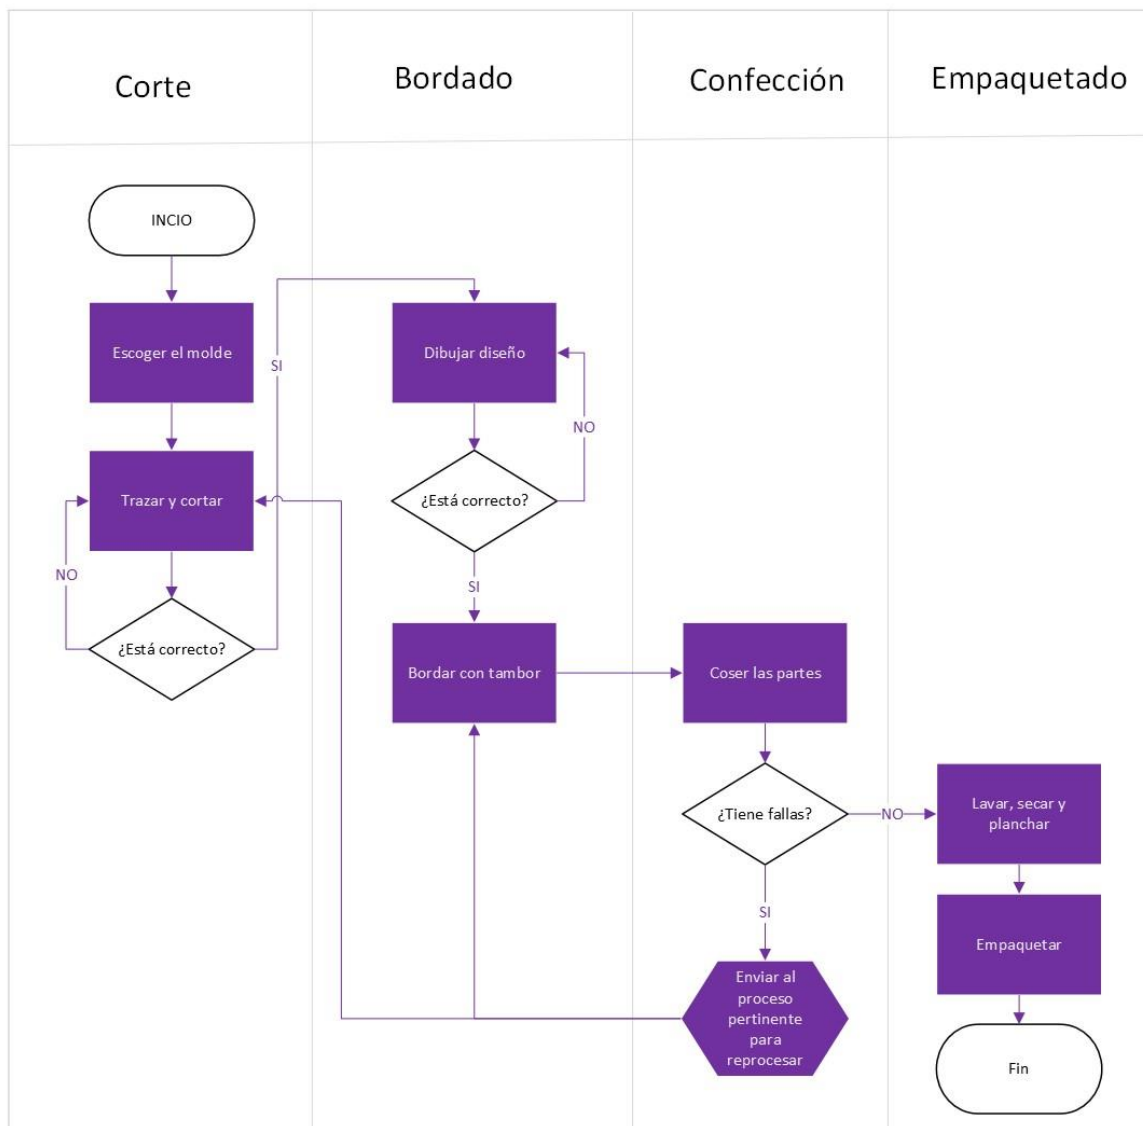 Corte
Bordado
Confección
Empaquetado
INCIO
Escoger el molde
SI
Dibujar diseño
NO
Trazar y cortar
¿Está correcto?
NO
¿Está correcto?
SI
Bordar con tambor
Coser las partes
¿Tiene fallas?
NO
Lavar, secar y
planchar
SI
Empaquetar
Enviar al
proceso
pertinente
para
reprocesar
Fin